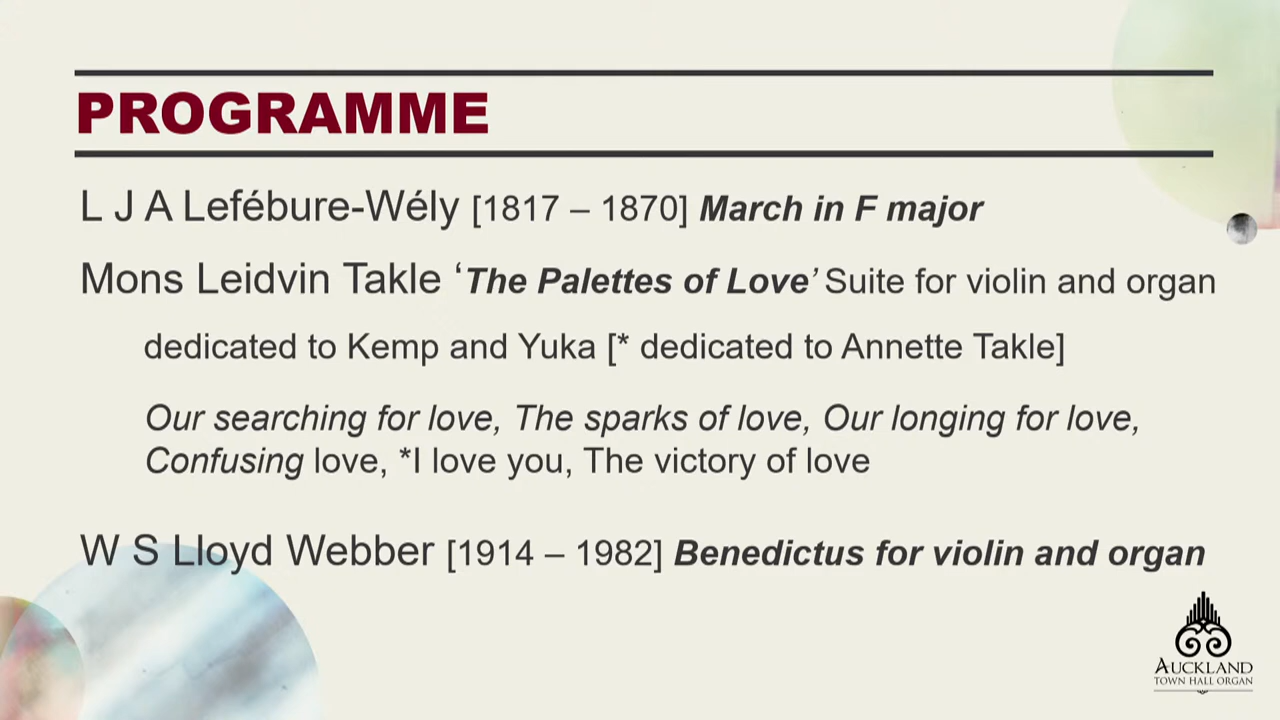 PROGRAMME
L J A Lefébure-Wély [1817 – 1870] March in F major
Mons Leidvin Takle ‘The Palettes of Love’ Suite for violin and organ
dedicated to Kemp and Yuka [* dedicated to Annette Takle]
Our searching for love, The sparks of love, Our longing for love,
Confusing love, *I love you, The victory of love
W S Lloyd Webber [1914 – 1982] Benedictus for violin and organ
AUCKLAND
TOWN HALL ORGAN